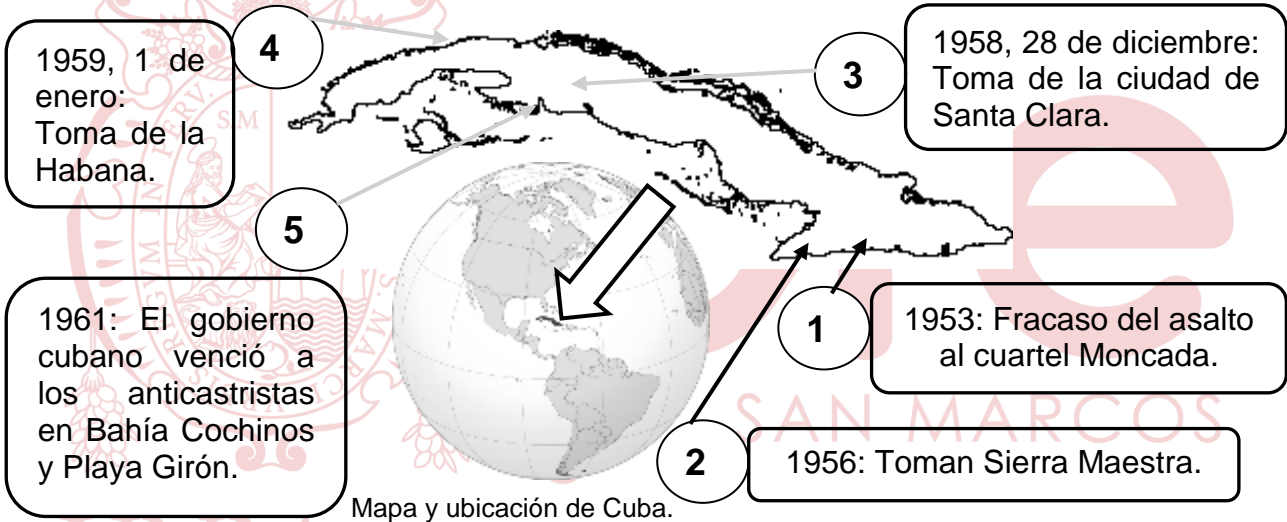 4
1959, 1 de
enero:
Toma de la
Habana.
3
1958, 28 de diciembre:
Toma de la ciudad de
Santa Clara.
5
1961: El gobierno
cubano venció a
los anticastristas
en Bahía Cochinos
y Playa Girón.
1
1953: Fracaso del asalto
al cuartel Moncada.
SAN MARCOS
2
1956: Toman Sierra Maestra.
Mapa y ubicación de Cuba.